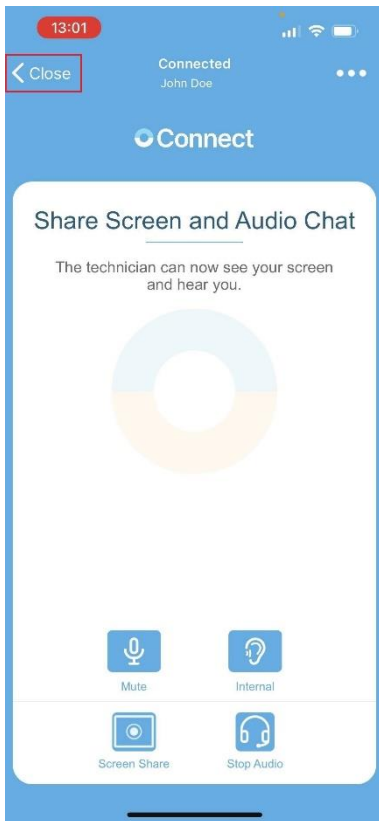 13:01
Close
Connected
John Doe
Connect
Share Screen and Audio Chat
The technician can now see your screen
and hear you.
Mute
Internal
Screen Share
Stop Audio